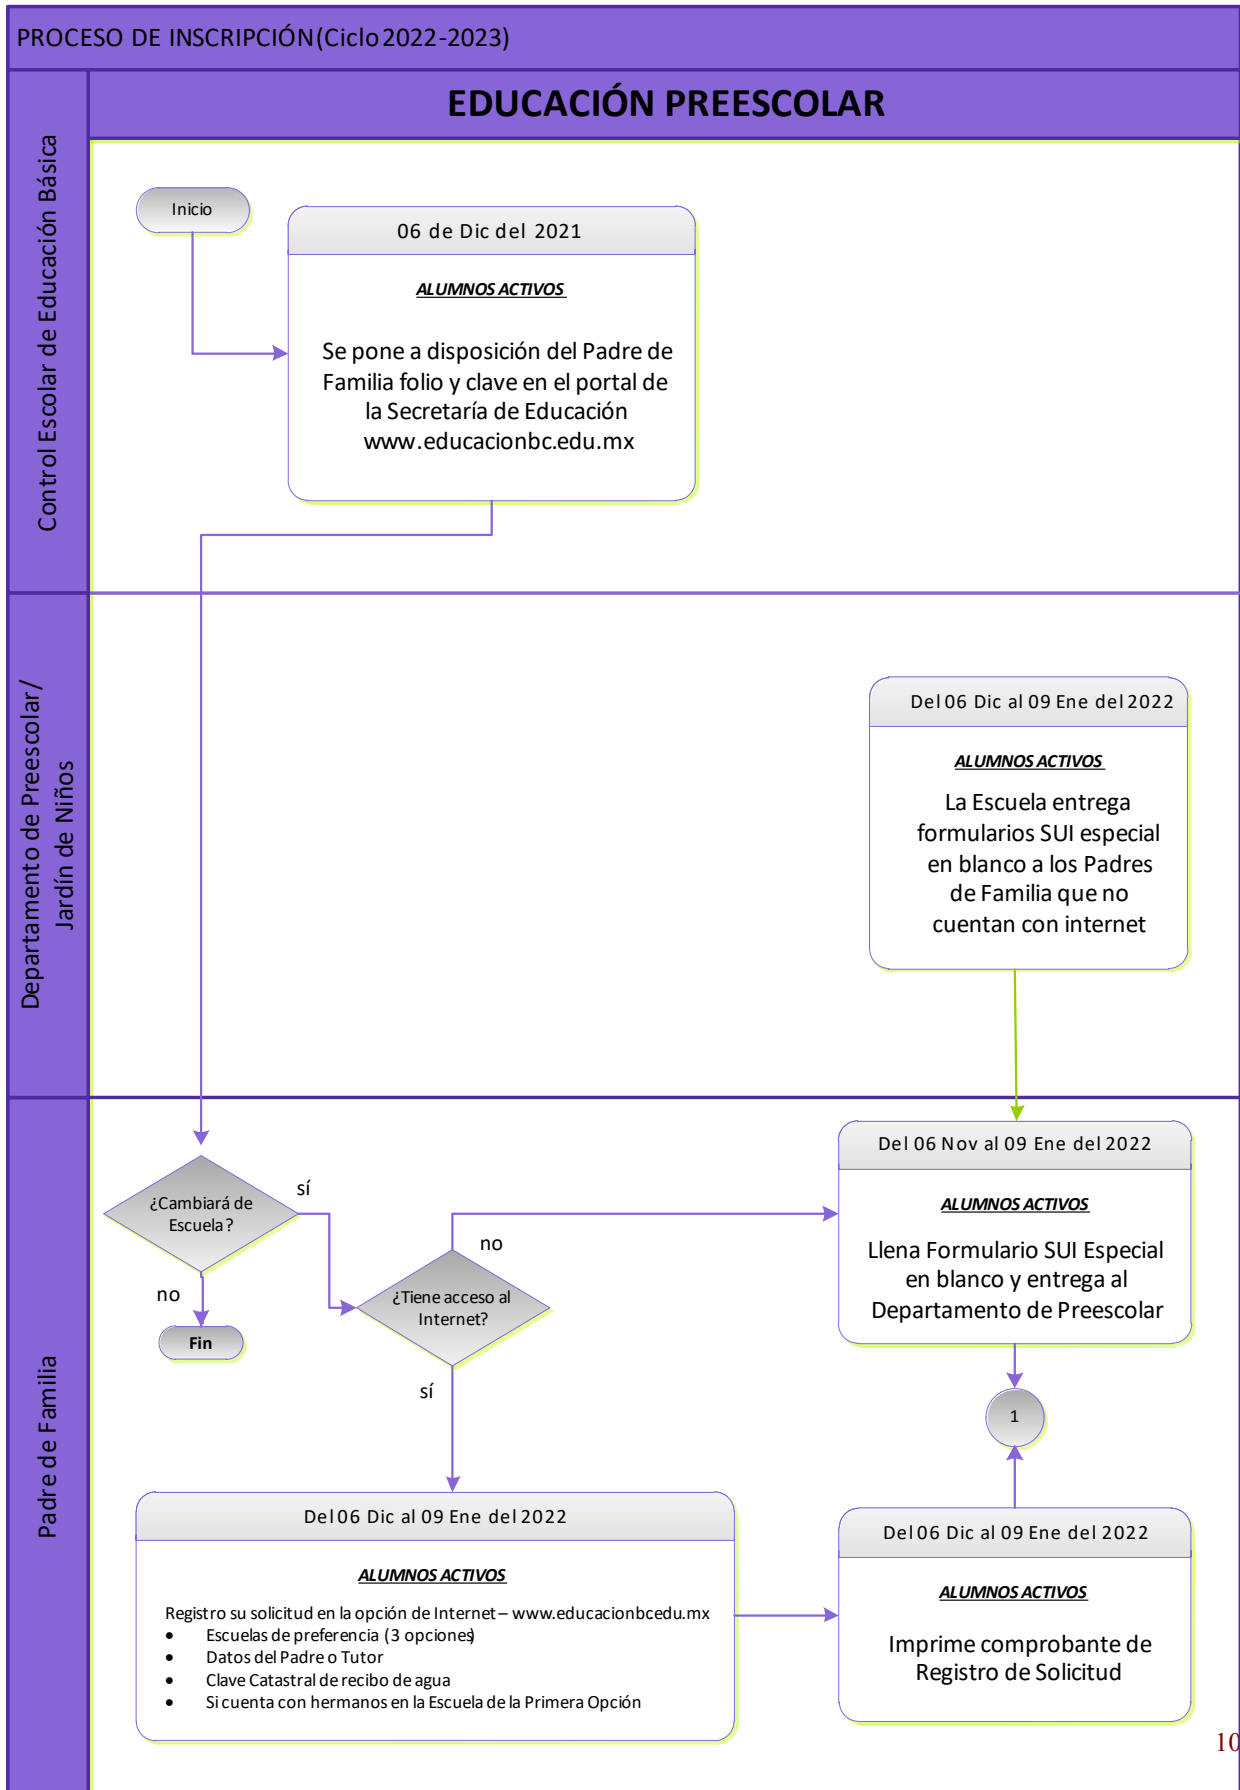 PROCESO DE INSCRIPCIÓN (Ciclo 2022-2023)
EDUCACIÓN PREESCOLAR
Control Escolar de Educación Básica
Inicio
06 de Dic del 2021
ALUMNOS ACTIVOS
Se pone a disposición del Padre de
Familia folio y clave en el portal de
la Secretaría de Educación
www.educacionbc.edu.mx
Departamento de Preescolar/
Jardín de Niños
Del 06 Dic al 09 Ene del 2022
ALUMNOS ACTIVOS
La Escuela entrega
formularios SUI especial
en blanco a los Padres
de Familia que no
cuentan con internet
Padre de Familia
¿Cambiará de
Escuela?
sí
no
Fin
¿Tiene acceso al
Internet?
no
sí
Del 06 Nov al 09 Ene del 2022
ALUMNOS ACTIVOS
Llena Formulario SUI Especial
en blanco y entrega al
Departamento de Preescolar
1
Del 06 Dic al 09 Ene del 2022
ALUMNOS ACTIVOS
Registro su solicitud en la opción de Internet – www.educacionbcedu.mx
• Escuelas de preferencia (3 opciones)
• Datos del Padre o Tutor
• Clave Catastral de recibo de agua
• Si cuenta con hermanos en la Escuela de la Primera Opción
Del 06 Dic al 09 Ene del 2022
ALUMNOS ACTIVOS
Imprime comprobante de
Registro de Solicitud
10